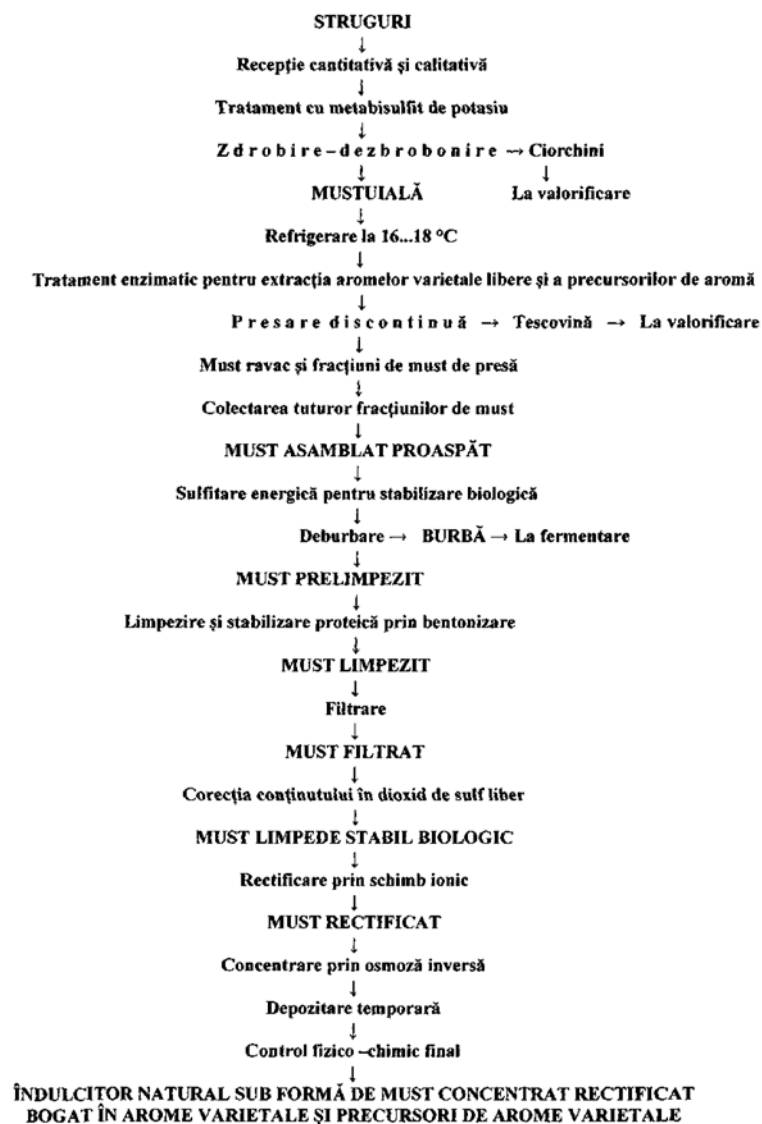 STRUGURI
↓
Recepție cantitativă și calitativă
↓
Tratament cu metabisulfit de potasiu
↓
Zdrobire–dezbrobonire → Ciorchini
↓ ↓
MUSTUIALĂ La valorificare
↓
Refrigerare la 16...18 °C
↓
Tratament enzimatic pentru extracția aromelor varietale libere și a precursorilor de aromă
↓
Presare discontinuă → Tescovină → La valorificare
↓
Must ravac și fracțiuni de must de presă
↓
Colectarea tuturor fracțiunilor de must
↓
MUST ASAMBLAT PROASPĂT
↓
Sulfitare energică pentru stabilizare biologică
↓
Deburbare → BURBĂ → La fermentare
↓
MUST PRELIMPEZIT
↓
Limpezire și stabilizare proteică prin bentonizare
↓
MUST LIMPEZIT
↓
Filtrare
↓
MUST FILTRAT
↓
Corecția conținutului în dioxid de sulf liber
↓
MUST LIMPEDE STABIL BIOLOGIC
↓
Rectificare prin schimb ionic
↓
MUST RECTIFICAT
↓
Concentrare prin osmoză inversă
↓
Depozitare temporară
↓
Control fizico –chimic final
↓
ÎNDULCITOR NATURAL SUB FORMĂ DE MUST CONCENTRAT RECTIFICAT
BOGAT ÎN AROME VARIETALE ȘI PRECURSORI DE AROME VARIETALE